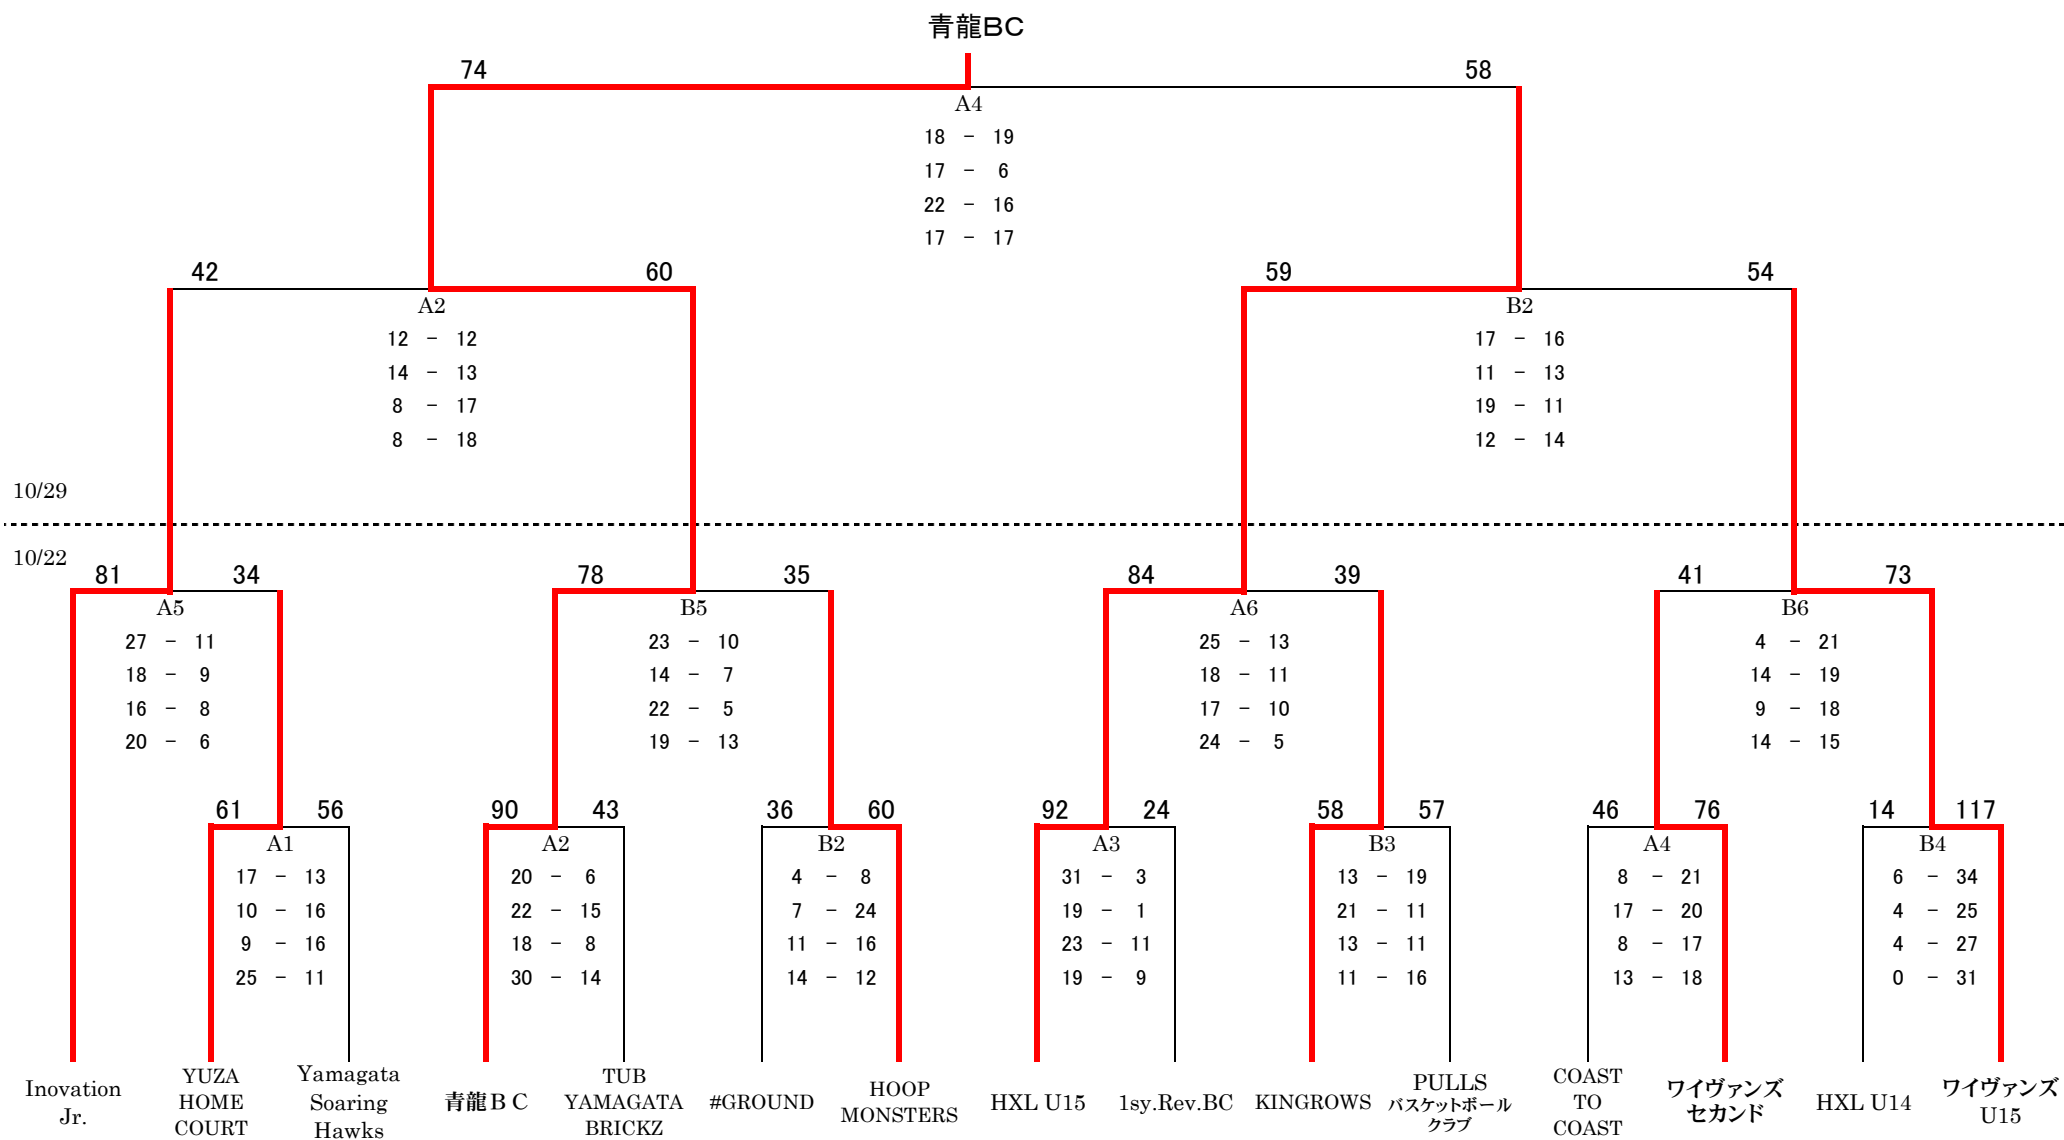 青龍BC
74 58
A4
18 - 19
17 - 6
22 - 16
17 - 17
42 60 59 54
A2 B2
12 - 12 17 - 16
14 - 13 11 - 13
8 - 17 19 - 11
8 - 18 12 - 14
10/29
10/22
81 34 78 35 84 39 41 73
A5 B5 A6 B6
27 - 11 23 - 10 25 - 13 4 - 21
18 - 9 14 - 7 18 - 11 14 - 19
16 - 8 22 - 5 17 - 10 9 - 18
20 - 6 19 - 13 24 - 5 14 - 15
61 56 90 43 36 60 92 24 58 57 46 76 14 117
A1 A2 B2 A3 B3 A4 B4
17 - 13 20 - 6 4 - 8 31 - 3 13 - 19 8 - 21 6 - 34
10 - 16 22 - 15 7 - 24 19 - 1 21 - 11 17 - 20 4 - 25
9 - 16 18 - 8 11 - 16 23 - 11 13 - 11 8 - 17 4 - 27
25 - 11 30 - 14 14 - 12 19 - 9 11 - 16 13 - 18 0 - 31
Inovation
Jr.
YUZA
HOME
COURT
Yamagata
Soaring
Hawks
青龍ＢＣ
TUB
YAMAGATA
BRICKZ
#GROUND
HOOP
MONSTERS
HXL U15
1sy.Rev.BC
KINGROWS
PULLS
バスケットボール
クラブ
COAST
TO
COAST
ワイヴァンズ
セカンド
HXL U14
ワイヴァンズ
U15